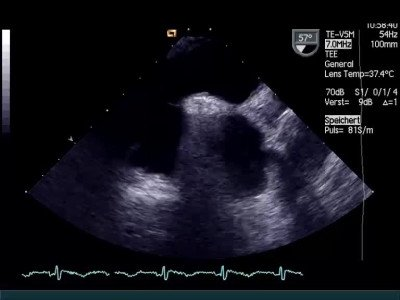 10:58:40
57°
TE-V5M
54Hz
7.0MHz
100mm
TEE
General
Lens Temp=37.4°C
70dB S1/ 0/1/4
Verst= 9dB Δ=1
Speichert
Puls= 81S/m